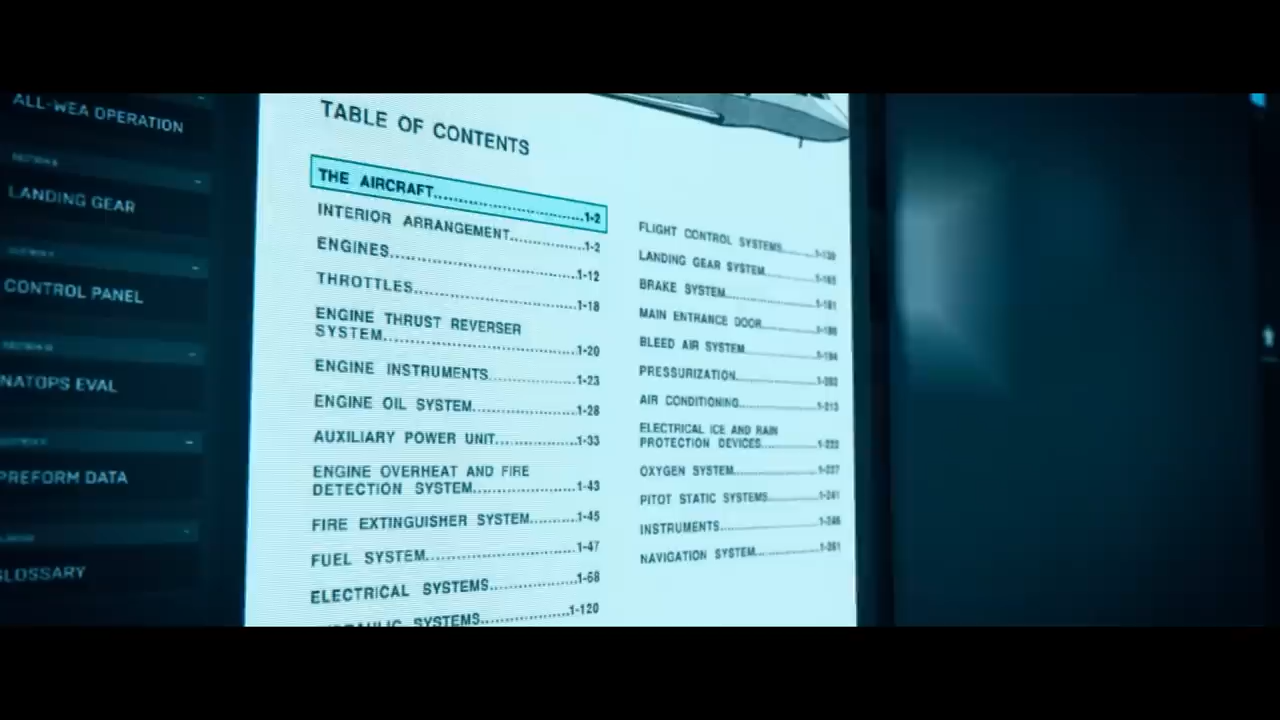 ALL-WEA OPERATION
LANDING GEAR
CONTROL PANEL
NATOPS EVAL
PREFORM DATA
GLOSSARY
TABLE OF CONTENTS
THE AIRCRAFT....................1-2
INTERIOR ARRANGEMENT....................1-2
ENGINES....................1-12
THROTTLES....................1-18
ENGINE THRUST REVERSER
SYSTEM....................1-20
ENGINE INSTRUMENTS....................1-23
ENGINE OIL SYSTEM....................1-28
AUXILIARY POWER UNIT....................1-33
ENGINE OVERHEAT AND FIRE
DETECTION SYSTEM....................1-43
FIRE EXTINGUISHER SYSTEM....................1-45
FUEL SYSTEM....................1-47
ELECTRICAL SYSTEMS....................1-68
SYSTEMS....................1-120
FLIGHT CONTROL SYSTEMS
LANDING GEAR SYSTEM
BRAKE SYSTEM
MAIN ENTRANCE DOOR
BLEED AIR SYSTEM
PRESSURIZATION
AIR CONDITIONING
ELECTRICAL ICE AND RAIN
PROTECTION DEVICES
OXYGEN SYSTEM
PITOT STATIC SYSTEMS
INSTRUMENTS
NAVIGATION SYSTEM